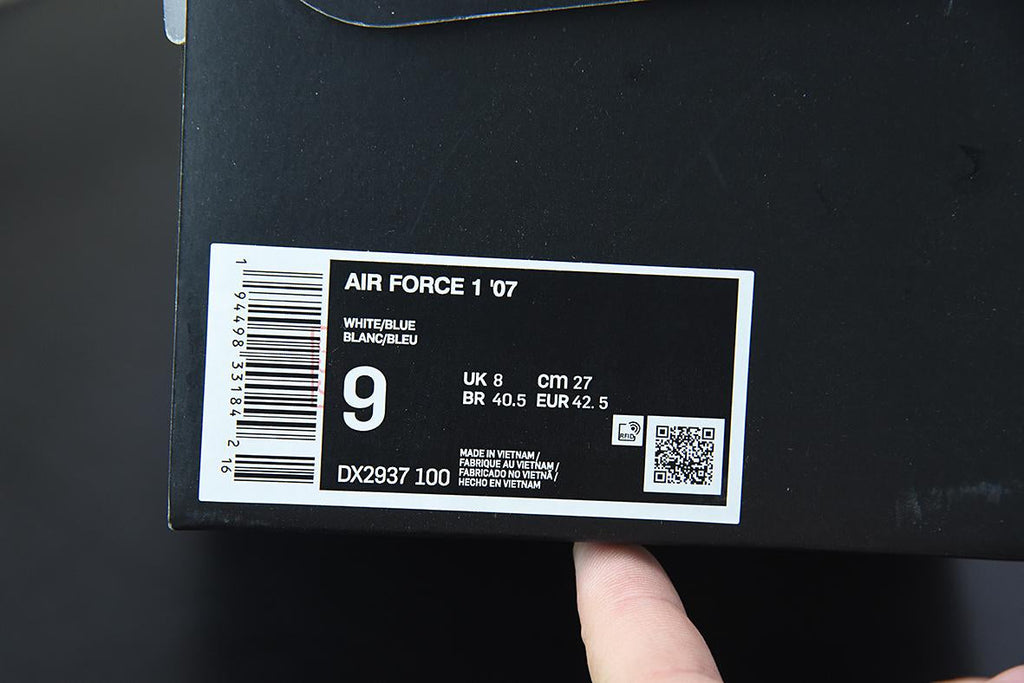 AIR FORCE 1 '07
WHITE/BLUE
BLANC/BLEU
9
UK 8 cm 27
BR 40.5 EUR 42. 5
RFID
DX2937 100
MADE IN VIETNAM /
FABRIQUE AU VIETNAM /
FABRICADO NO VIETNÃ /
HECHO EN VIETNAM
1 94498 33184 2 16